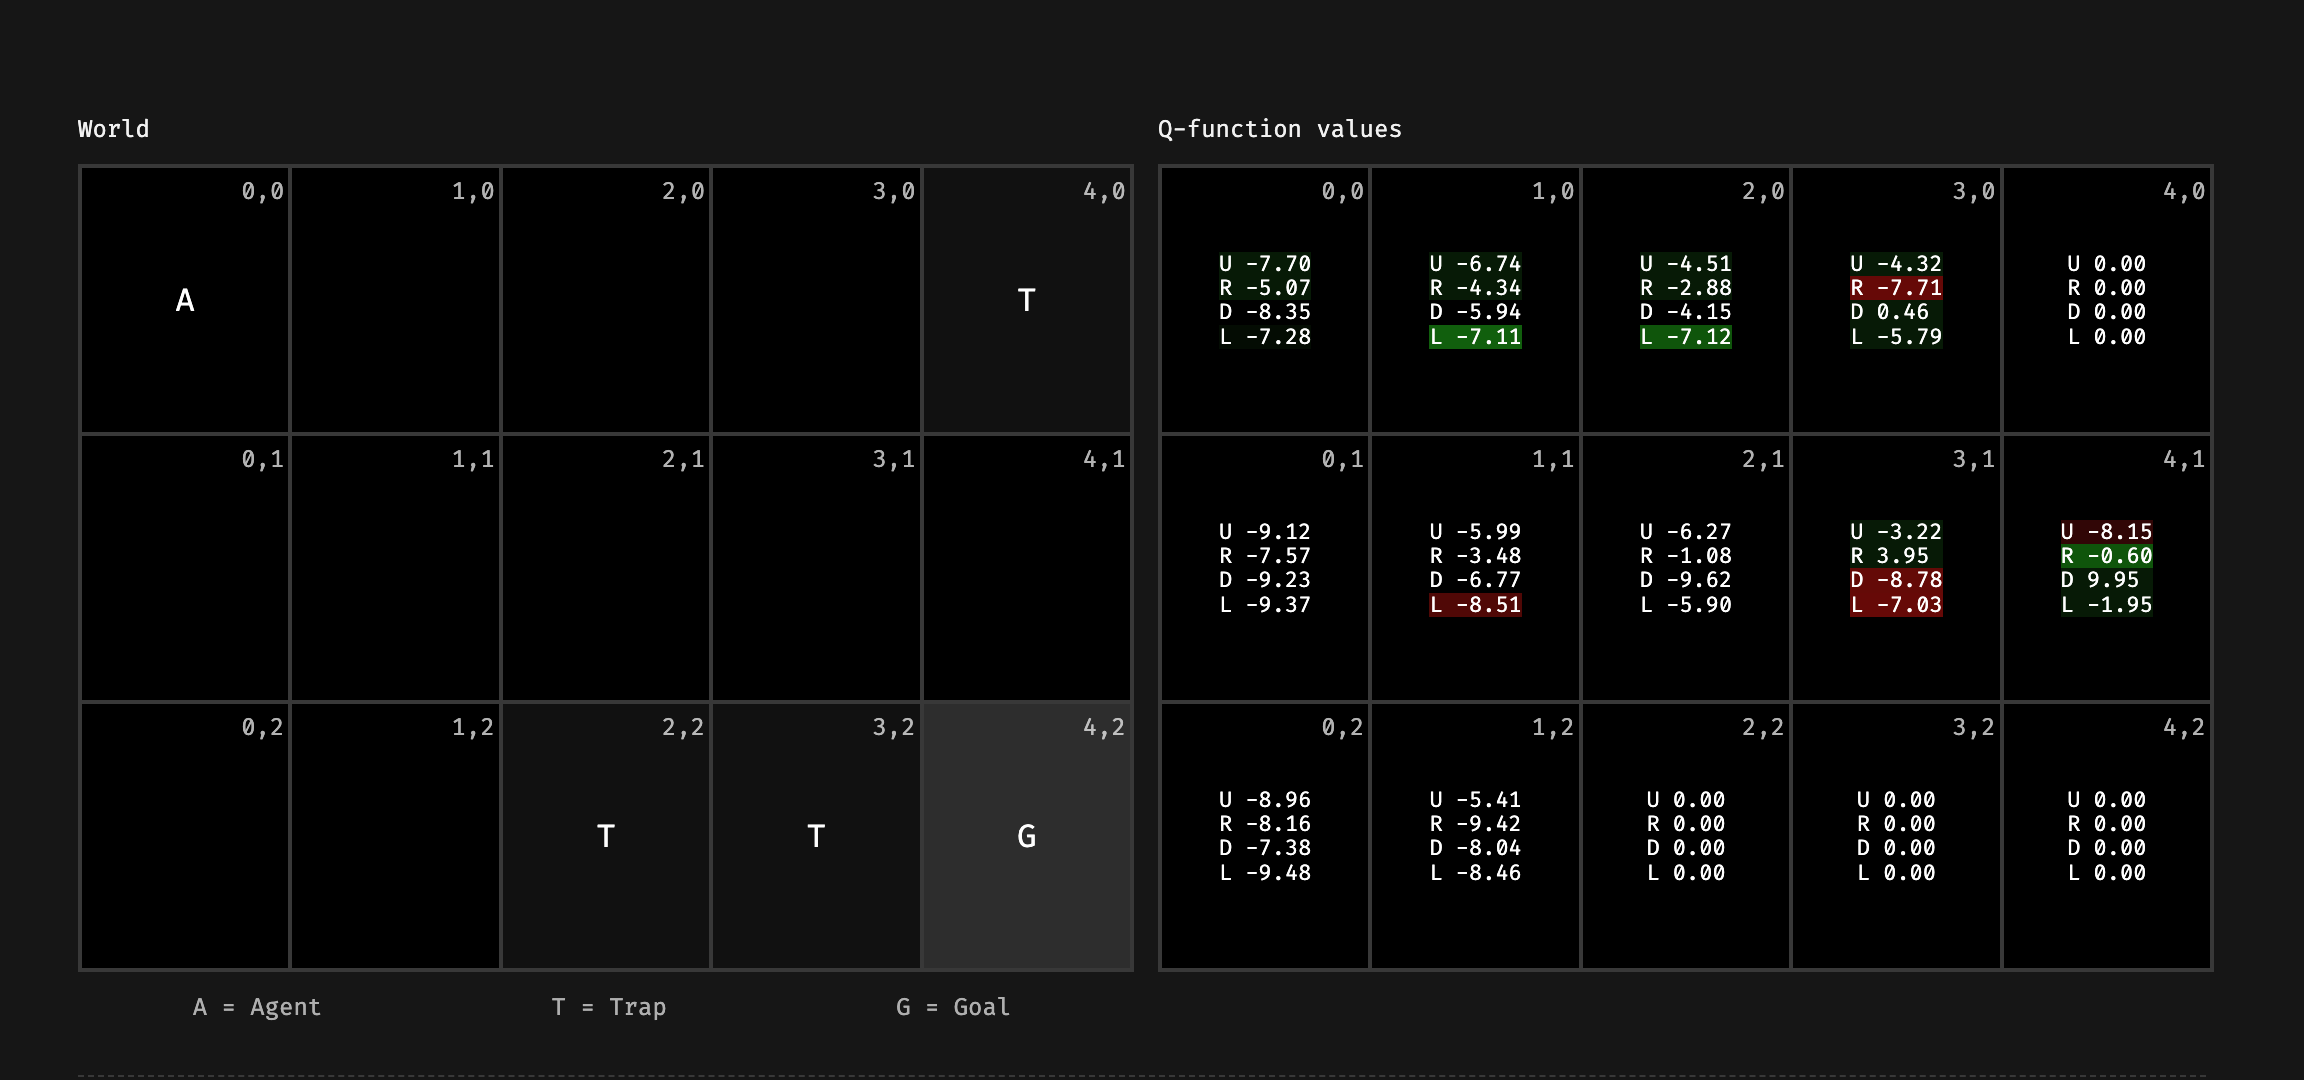 World
0,0
1,0
2,0
3,0
4,0
A
T
0,1
1,1
2,1
3,1
4,1
0,2
1,2
2,2
3,2
4,2
T
T
G
A = Agent
T = Trap
G = Goal
Q-function values
0,0
U -7.70
R -5.07
D -8.35
L -7.28
1,0
U -6.74
R -4.34
D -5.94
L -7.11
2,0
U -4.51
R -2.88
D -4.15
L -7.12
3,0
U -4.32
R -7.71
D 0.46
L -5.79
4,0
U 0.00
R 0.00
D 0.00
L 0.00
0,1
U -9.12
R -7.57
D -9.23
L -9.37
1,1
U -5.99
R -3.48
D -6.77
L -8.51
2,1
U -6.27
R -1.08
D -9.62
L -5.90
3,1
U -3.22
R 3.95
D -8.78
L -7.03
4,1
U -8.15
R -0.60
D 9.95
L -1.95
0,2
U -8.96
R -8.16
D -7.38
L -9.48
1,2
U -5.41
R -9.42
D -8.04
L -8.46
2,2
U 0.00
R 0.00
D 0.00
L 0.00
3,2
U 0.00
R 0.00
D 0.00
L 0.00
4,2
U 0.00
R 0.00
D 0.00
L 0.00